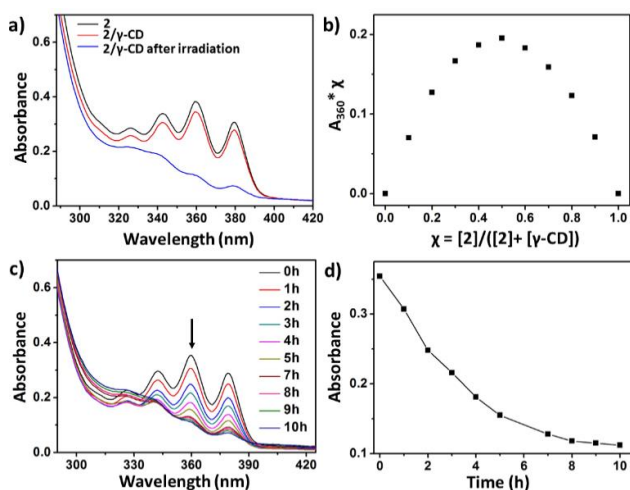 a)
0.6
0.4
0.2
0.0
Absorbance
300 320 340 360 380 400 420
Wavelength (nm)
2
2/γ-CD
2/γ-CD after irradiation
b)
0.2
0.1
0.0
A360* χ
0.0 0.2 0.4 0.6 0.8 1.0
χ = [2]/([2]+ [γ-CD])
c)
0.6
0.4
0.2
0.0
Absorbance
300 330 360 390 420
Wavelength (nm)
0h
1h
2h
3h
4h
5h
7h
8h
9h
10h
d)
0.3
0.2
0.1
Absorbance
0 2 4 6 8 10
Time (h)